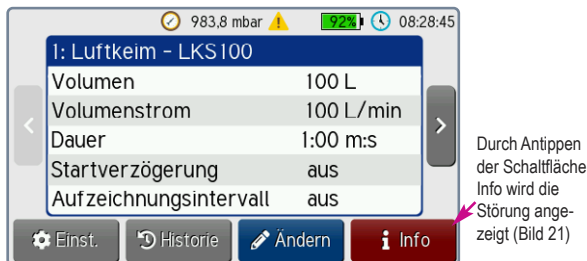 983,8 mbar 92% 08:28:45
1: Luftkeim - LKS100
Volumen 100 L
Volumenstrom 100 L/min
Dauer 1:00 m:s
Startverzögerung aus
Aufzeichnungsintervall aus
Einst. Historie Ändern Info
Durch Antippen
der Schaltfläche
Info wird die
Störung ange-
zeigt (Bild 21)